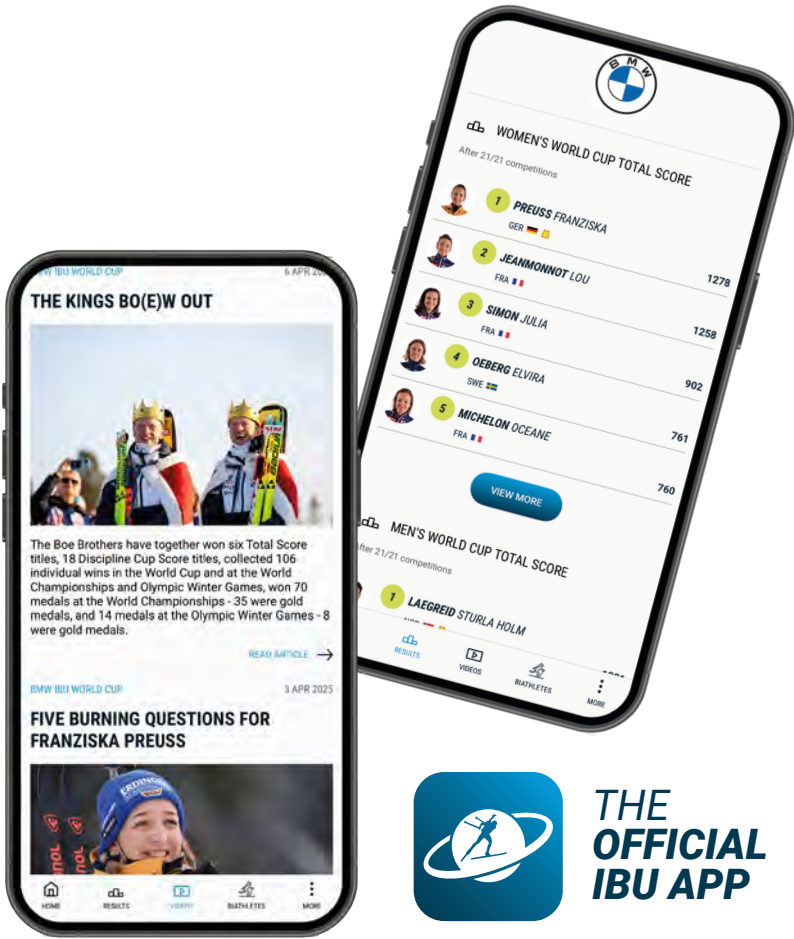 BMW
WOMEN'S WORLD CUP TOTAL SCORE
After 21/21 competitions
1 PREUSS FRANZISKA
GER
1278
2 JEANMONNOT LOU
FRA
1258
3 SIMON JULIA
FRA
902
4 OEBERG ELVIRA
SWE
761
5 MICHELON OCEANE
FRA
760
VIEW MORE
MEN'S WORLD CUP TOTAL SCORE
After 21/21 competitions
1 LAEGREID STURLA HOLM
RESULTS
VIDEOS
BIATHLETES
MORE
IBU WORLD CUP
6 APR
THE KINGS BO(E)W OUT
The Boe Brothers have together won six Total Score
titles, 18 Discipline Cup Score titles, collected 106
individual wins in the World Cup and at the World
Championships and Olympic Winter Games, won 70
medals at the World Championships - 35 were gold
medals, and 14 medals at the Olympic Winter Games - 8
were gold medals.
READ ARTICLE
BMW IBU WORLD CUP
3 APR 2025
FIVE BURNING QUESTIONS FOR
FRANZISKA PREUSS
ERDINGER
HOME
RESULTS
VIDEOS
BIATHLETES
MORE
THE
OFFICIAL
IBU APP